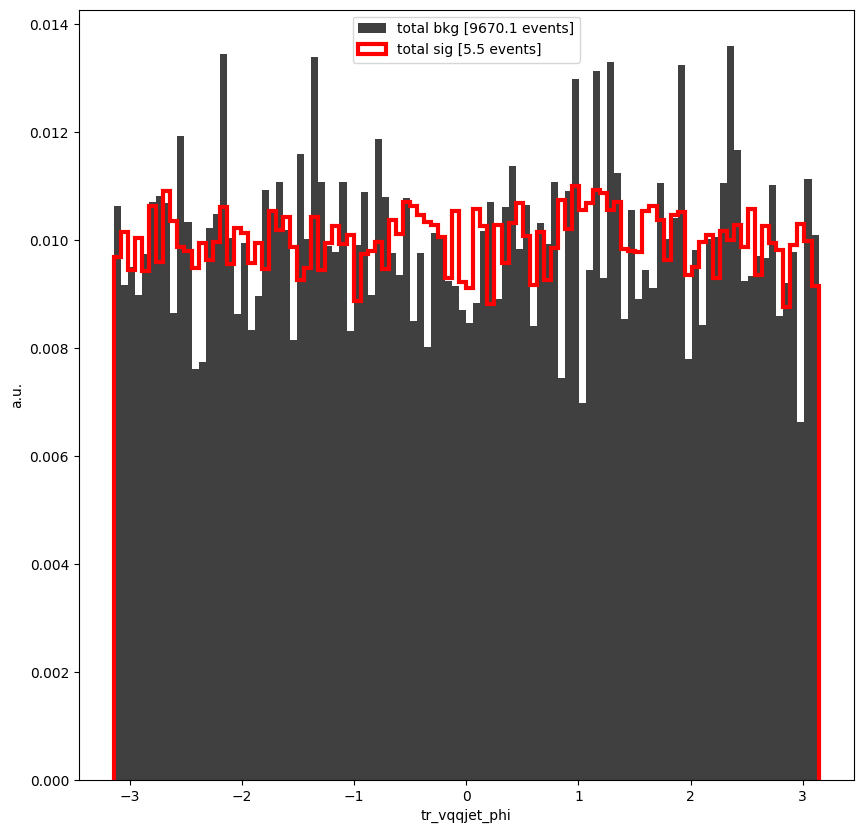 total bkg [9670.1 events]
total sig [5.5 events]
a.u.
0.014
0.012
0.010
0.008
0.006
0.004
0.002
0.000
−3 −2 −1 0 1 2 3
tr_vqqjet_phi